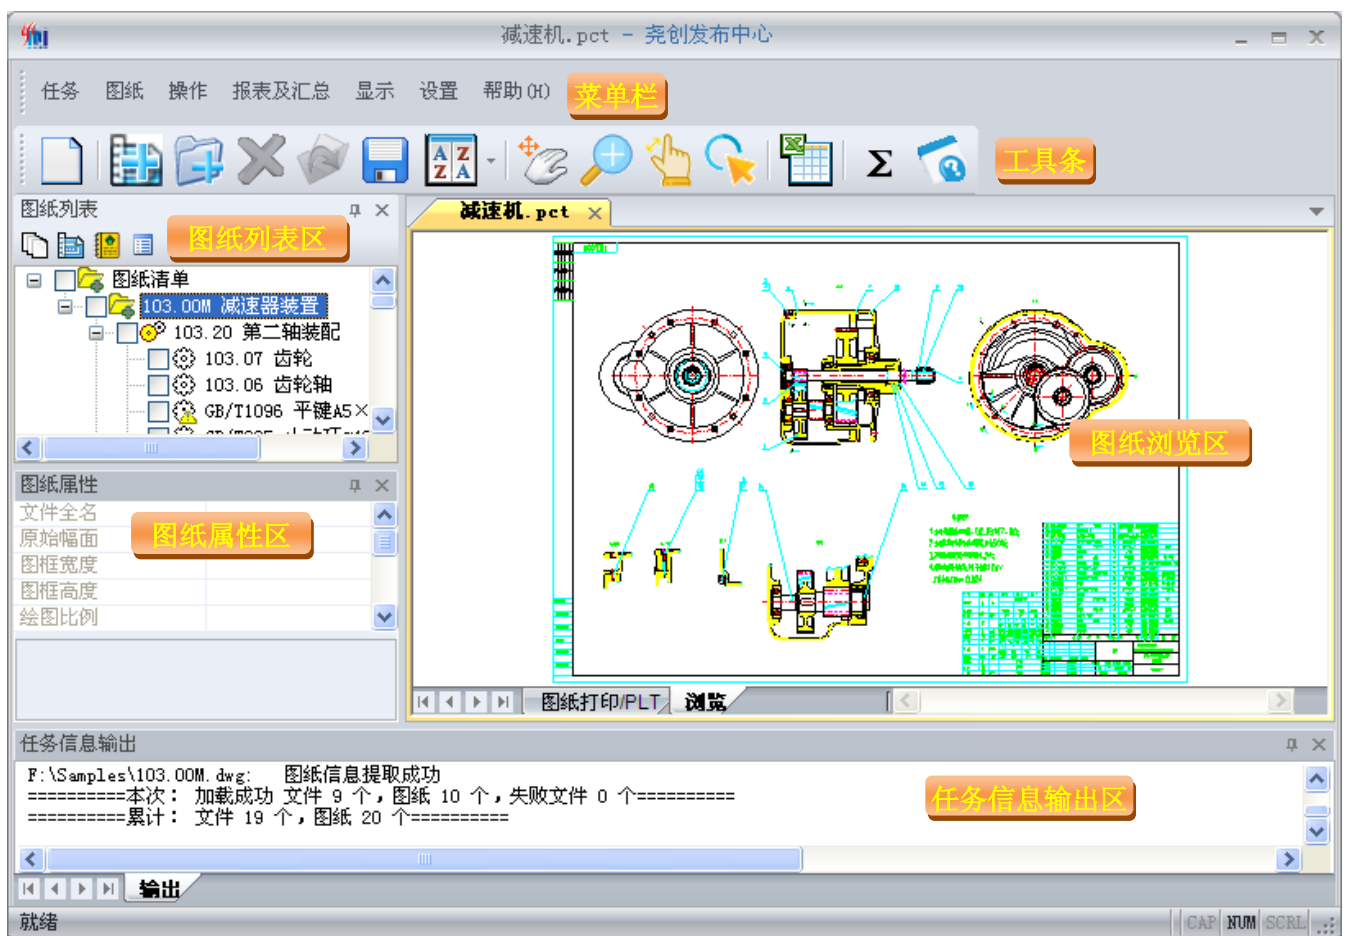 减速机.pct - 尧创发布中心
任务 图纸 操作 报表及汇总 显示 设置 帮助(H) 菜单栏
A Z
Z A
Σ
工具条
图纸列表
图纸列表区
减速机.pct
图纸清单
103.00M 减速器装置
103.20 第二轴装配
103.07 齿轮
103.06 齿轮轴
GB/T1096 平键A5×
图纸浏览区
图纸属性
文件全名
原始幅面
图框宽度
图框高度
绘图比例
图纸属性区
图纸打印/PLT 浏览
任务信息输出
F:\Samples\103.00M.dwg: 图纸信息提取成功
==========本次: 加载成功 文件 9 个,图纸 10 个,失败文件 0 个==========
==========累计: 文件 19 个,图纸 20 个==========
任务信息输出区
输出
就绪
CAP NUM SCRL